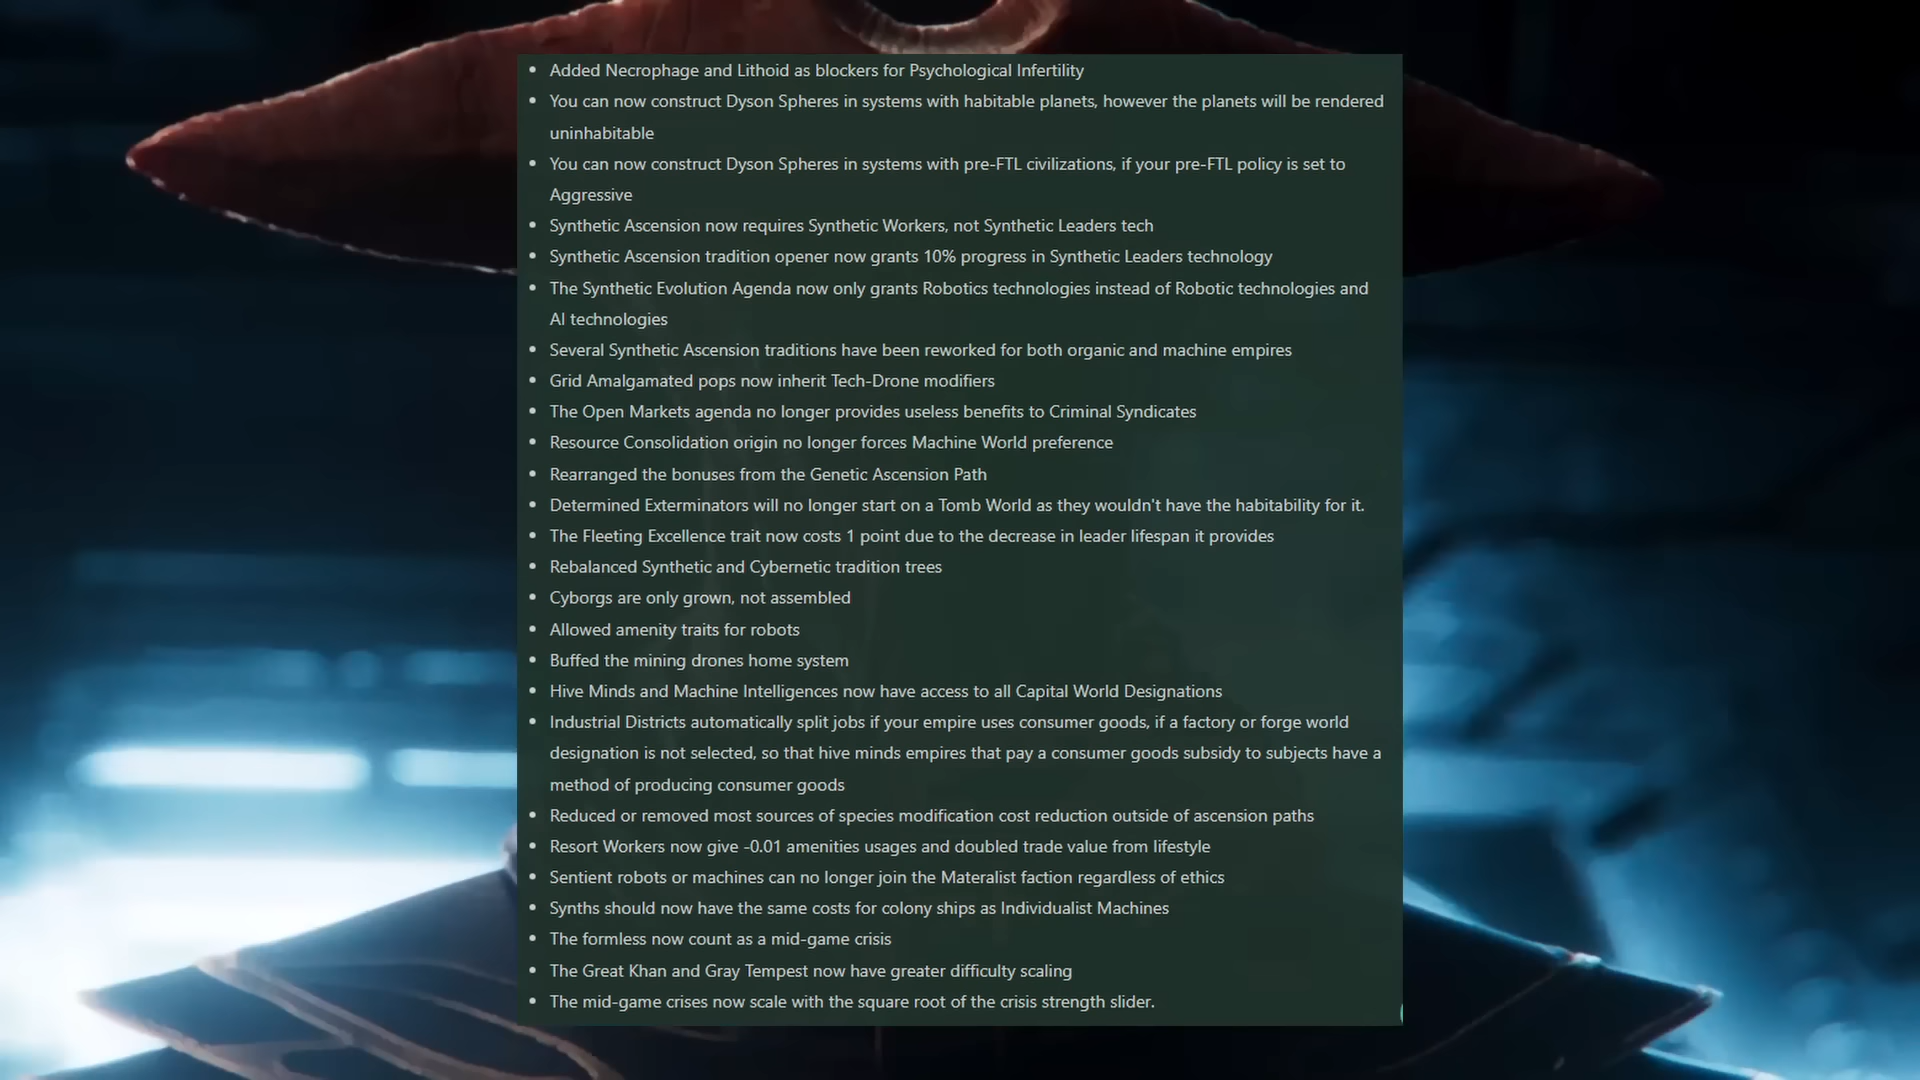 • Added Necrophage and Lithoid as blockers for Psychological Infertility
• You can now construct Dyson Spheres in systems with habitable planets, however the planets will be rendered
uninhabitable
• You can now construct Dyson Spheres in systems with pre-FTL civilizations, if your pre-FTL policy is set to
Aggressive
• Synthetic Ascension now requires Synthetic Workers, not Synthetic Leaders tech
• Synthetic Ascension tradition opener now grants 10% progress in Synthetic Leaders technology
• The Synthetic Evolution Agenda now only grants Robotics technologies instead of Robotic technologies and
AI technologies
• Several Synthetic Ascension traditions have been reworked for both organic and machine empires
• Grid Amalgamated pops now inherit Tech-Drone modifiers
• The Open Markets agenda no longer provides useless benefits to Criminal Syndicates
• Resource Consolidation origin no longer forces Machine World preference
• Rearranged the bonuses from the Genetic Ascension Path
• Determined Exterminators will no longer start on a Tomb World as they wouldn't have the habitability for it.
• The Fleeting Excellence trait now costs 1 point due to the decrease in leader lifespan it provides
• Rebalanced Synthetic and Cybernetic tradition trees
• Cyborgs are only grown, not assembled
• Allowed amenity traits for robots
• Buffed the mining drones home system
• Hive Minds and Machine Intelligences now have access to all Capital World Designations
• Industrial Districts automatically split jobs if your empire uses consumer goods, if a factory or forge world
designation is not selected, so that hive minds empires that pay a consumer goods subsidy to subjects have a
method of producing consumer goods
• Reduced or removed most sources of species modification cost reduction outside of ascension paths
• Resort Workers now give -0.01 amenities usages and doubled trade value from lifestyle
• Sentient robots or machines can no longer join the Materalist faction regardless of ethics
• Synths should now have the same costs for colony ships as Individualist Machines
• The formless now count as a mid-game crisis
• The Great Khan and Gray Tempest now have greater difficulty scaling
• The mid-game crises now scale with the square root of the crisis strength slider.